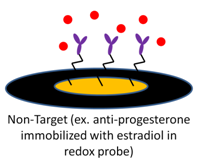 Non-Target (ex. anti-progesterone
immobilized with estradiol in
redox probe)